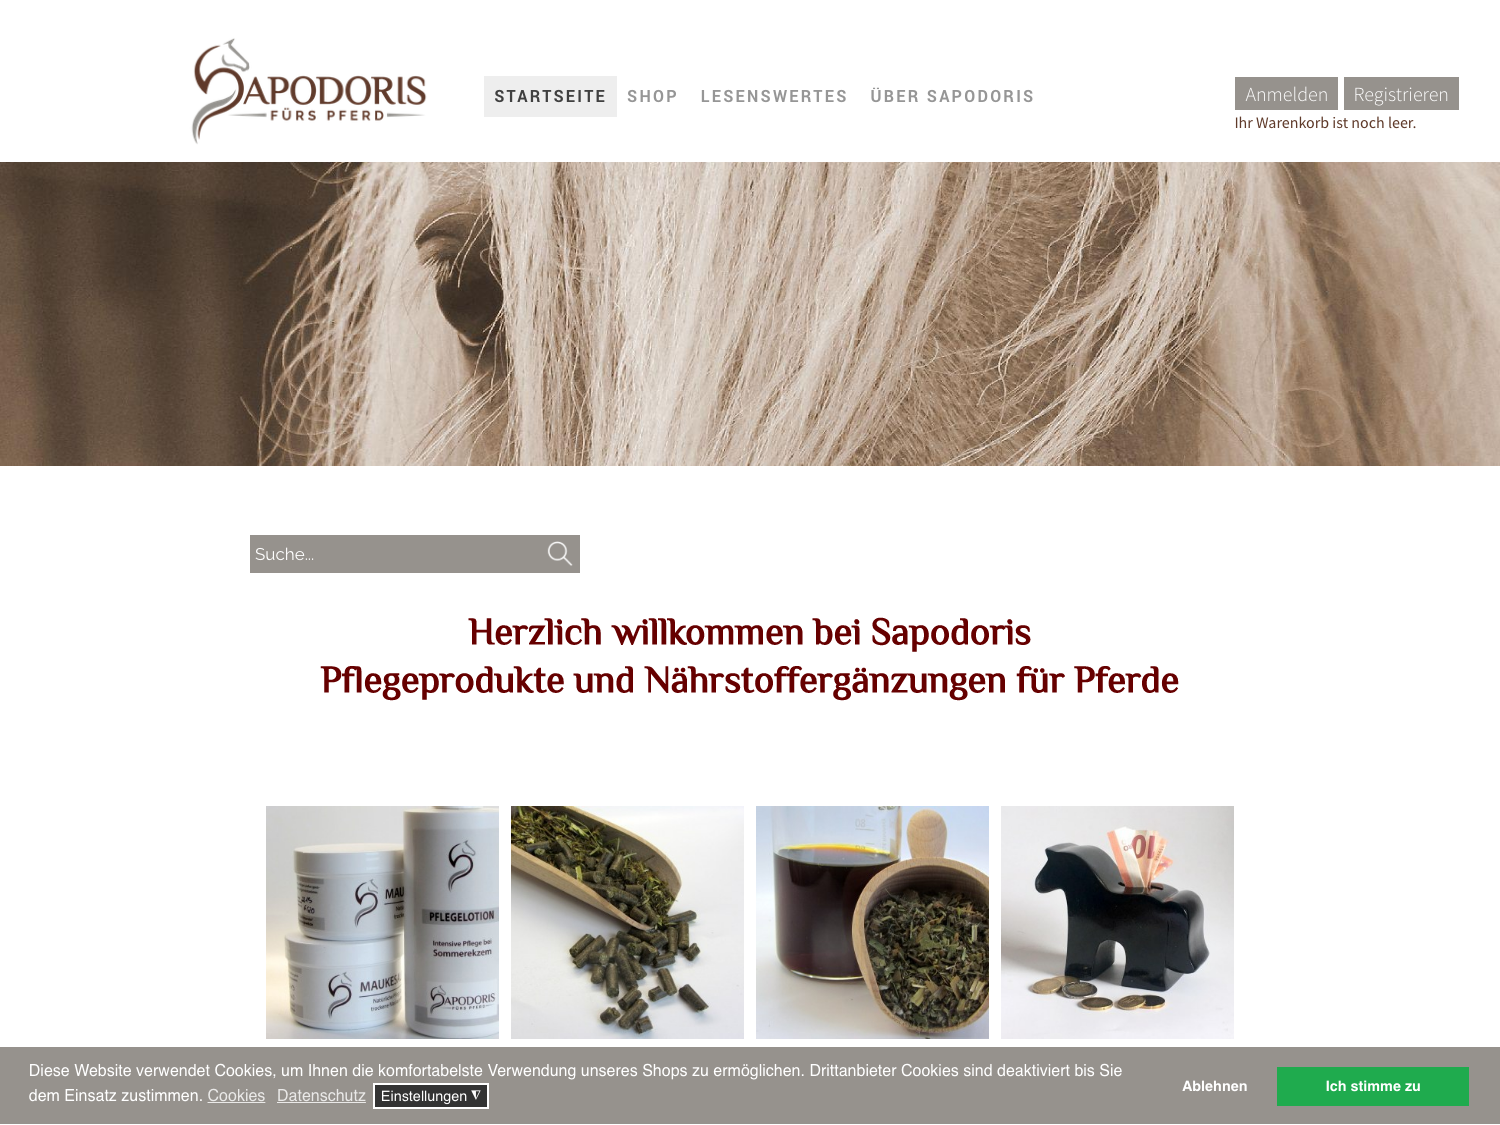 SAPODORIS
FÜRS PFERD
STARTSEITE
SHOP
LESENSWERTES
ÜBER SAPODORIS
Anmelden
Registrieren
Ihr Warenkorb ist noch leer.
Suche...
Herzlich willkommen bei Sapodoris
Pflegeprodukte und Nährstoffergänzungen für Pferde
PFLEGELOTION
Intensive Pflege bei
Sommerekzem
SAPODORIS
FÜRS PFERD
10
Diese Website verwendet Cookies, um Ihnen die komfortabelste Verwendung unseres Shops zu ermöglichen. Drittanbieter Cookies sind deaktiviert bis Sie
dem Einsatz zustimmen. Cookies Datenschutz Einstellungen
Ablehnen
Ich stimme zu